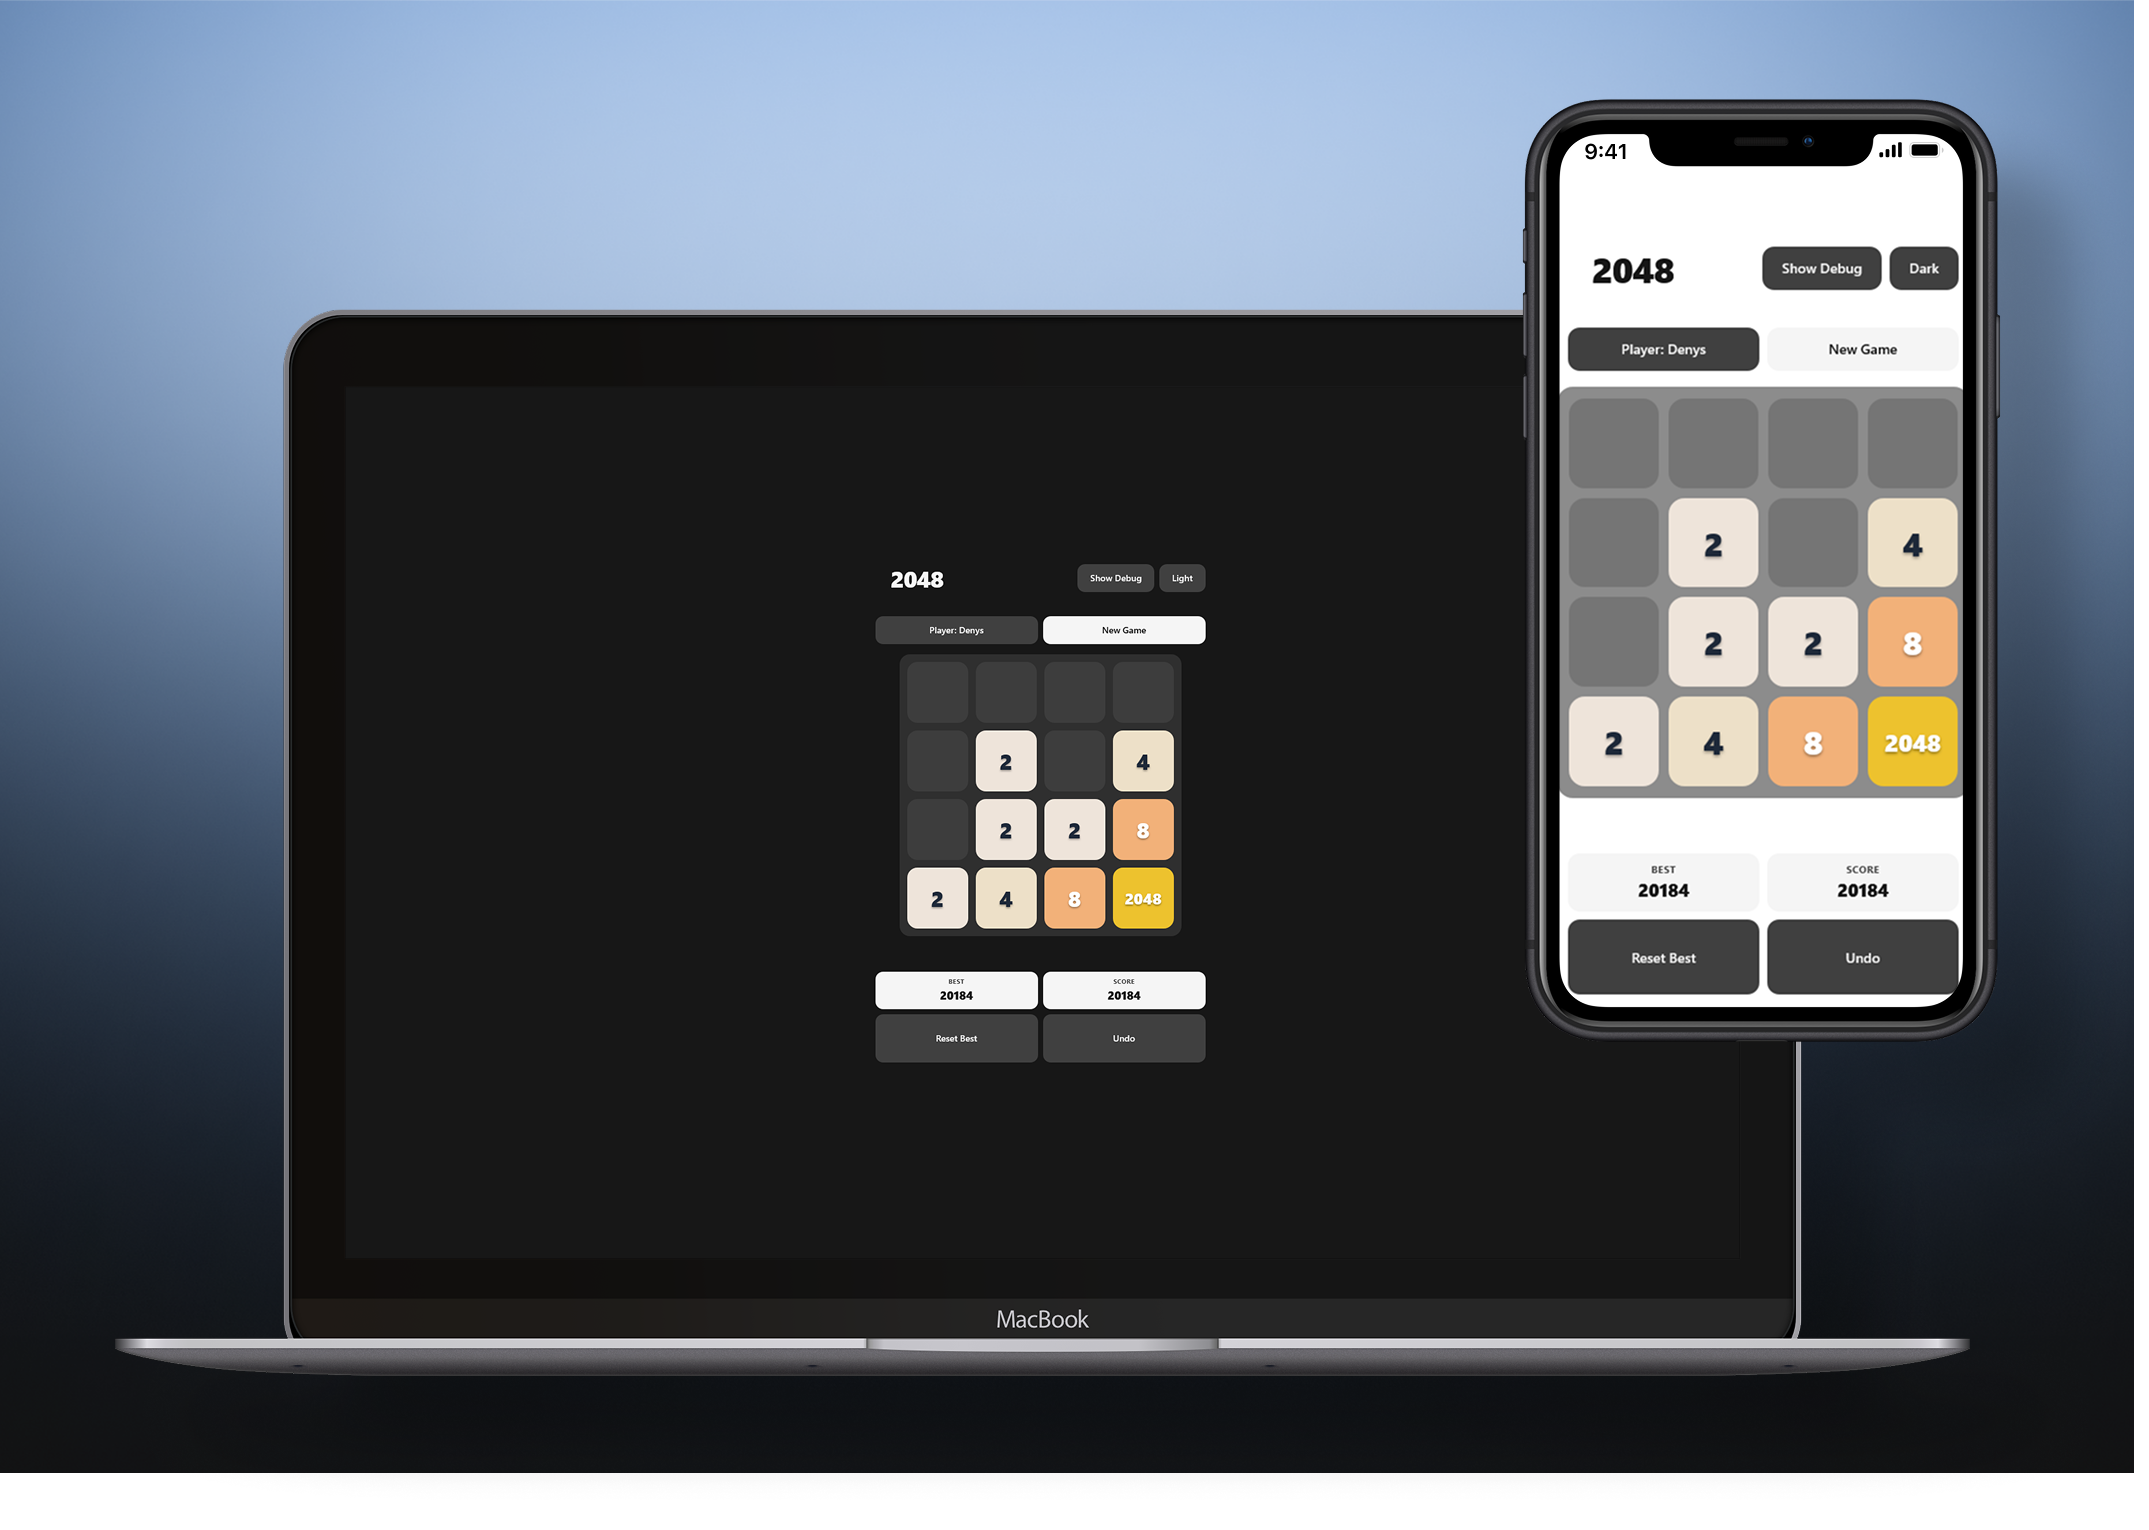 9:41
2048
Show Debug Dark
Player: Denys New Game
2 4
2 2 8
2 4 8 2048
BEST SCORE
20184 20184
Reset Best Undo
2048
Show Debug Light
Player: Denys New Game
2 4
2 2 8
2 4 8 2048
BEST SCORE
20184 20184
Reset Best Undo
MacBook